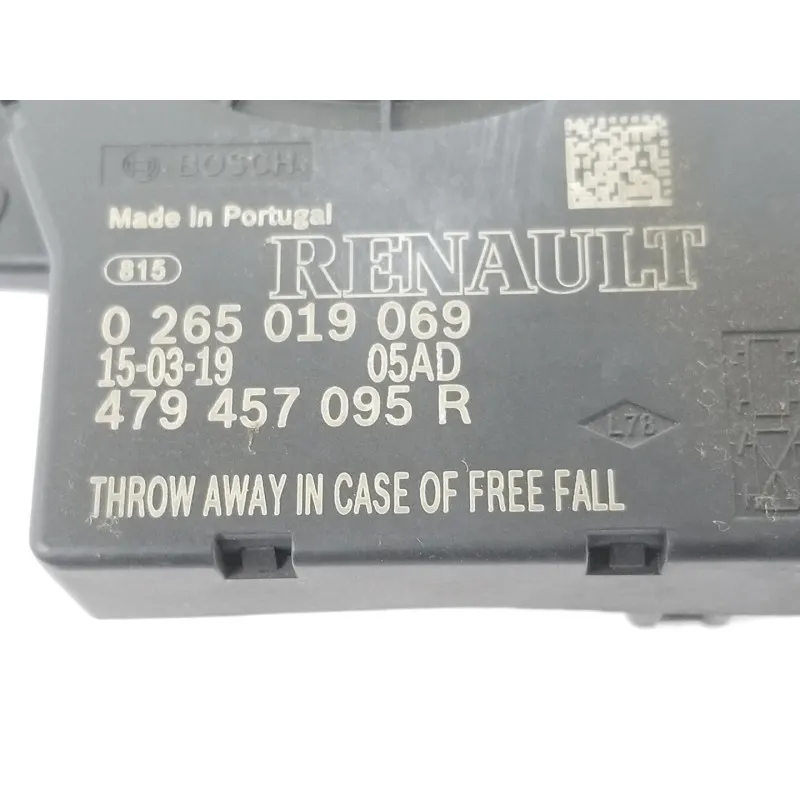 BOSCH
Made in Portugal
815
RENAULT
0 265 019 069
15-03-19 05AD
479 457 095 R
L78
THROW AWAY IN CASE OF FREE FALL